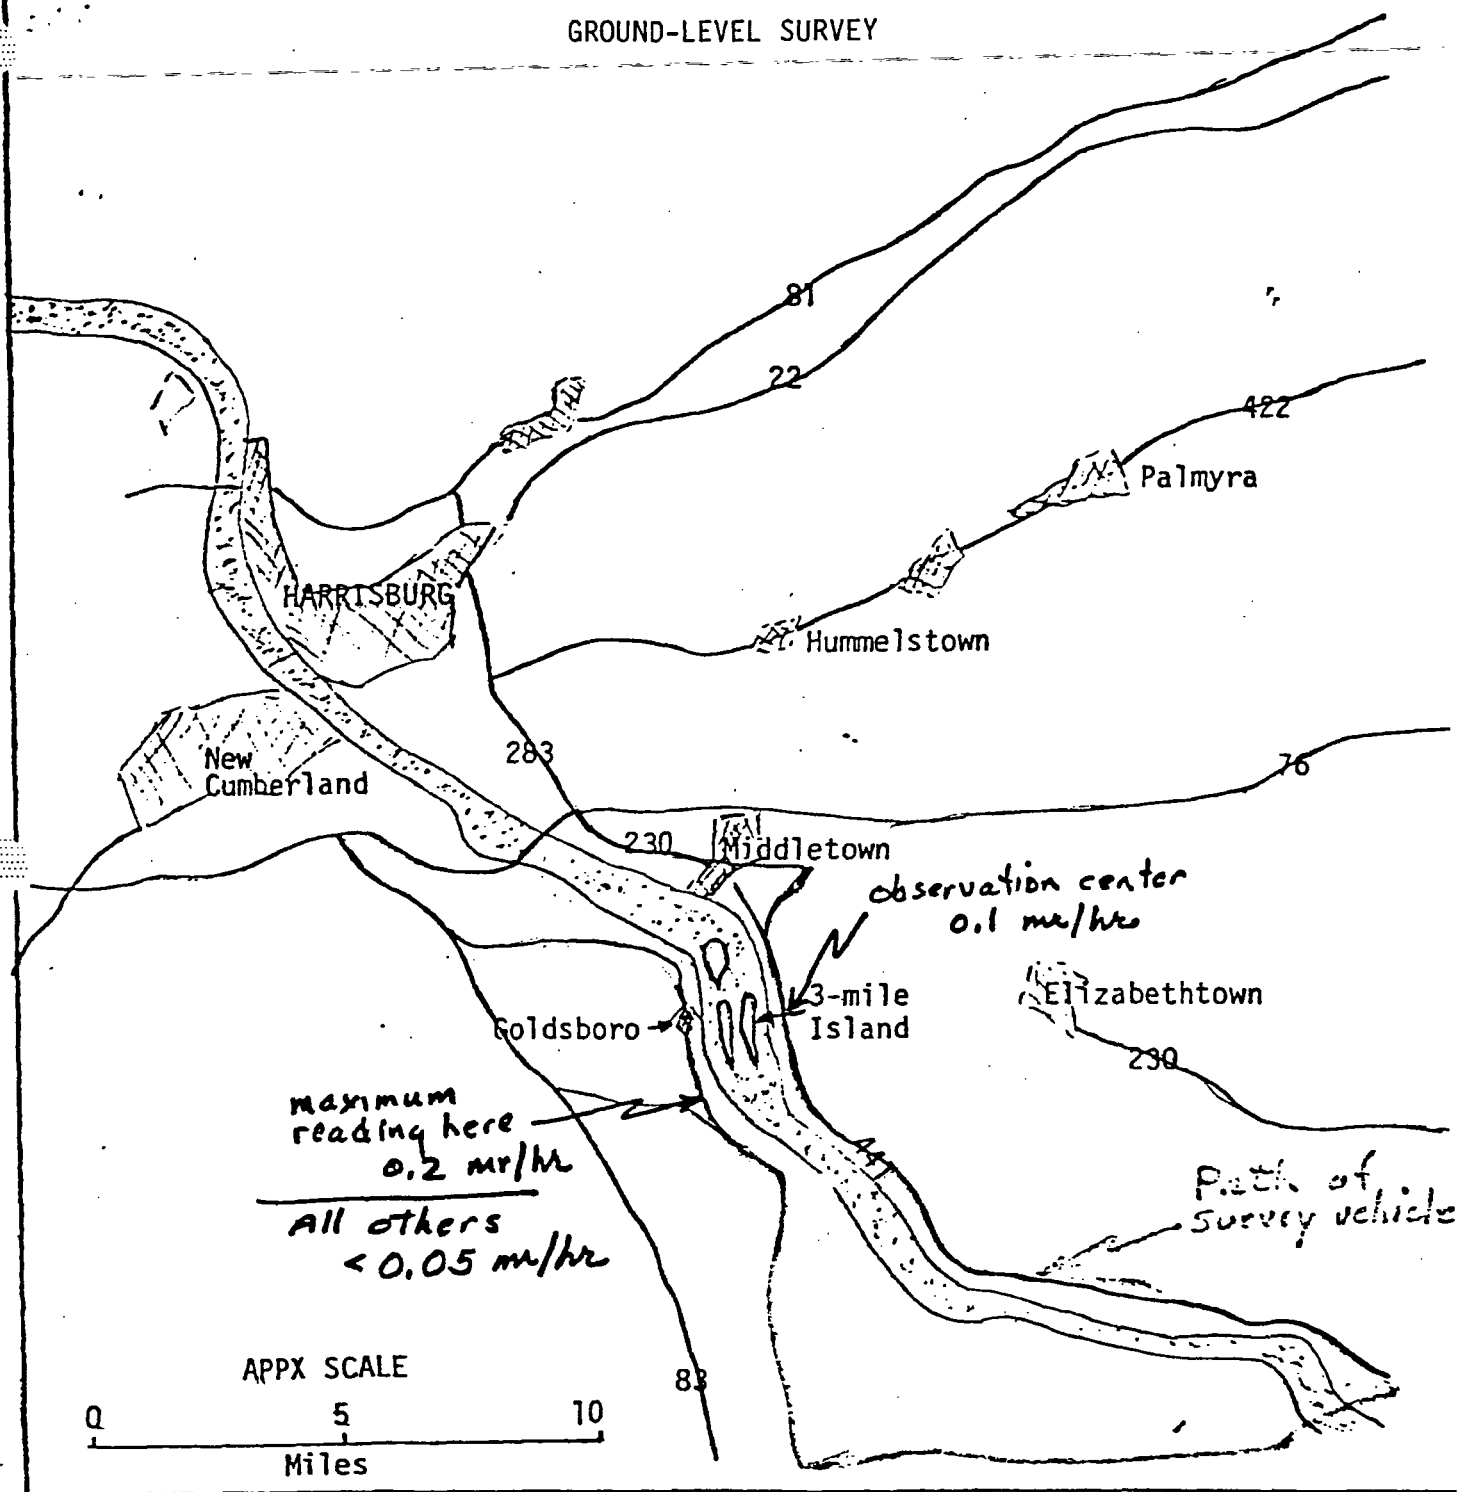 GROUND-LEVEL SURVEY
81
22
422
Palmyra
HARRISBURG
Hummelstown
283
New
Cumberland
76
230
Middletown
observation center
0.1 mr/hr
3-mile
Island
Elizabethtown
Goldsboro
230
maximum
reading here
0.2 mr/hr
All others
< 0.05 mr/hr
441
Path of
survey vehicle
APPX SCALE
83
0 5 10
Miles